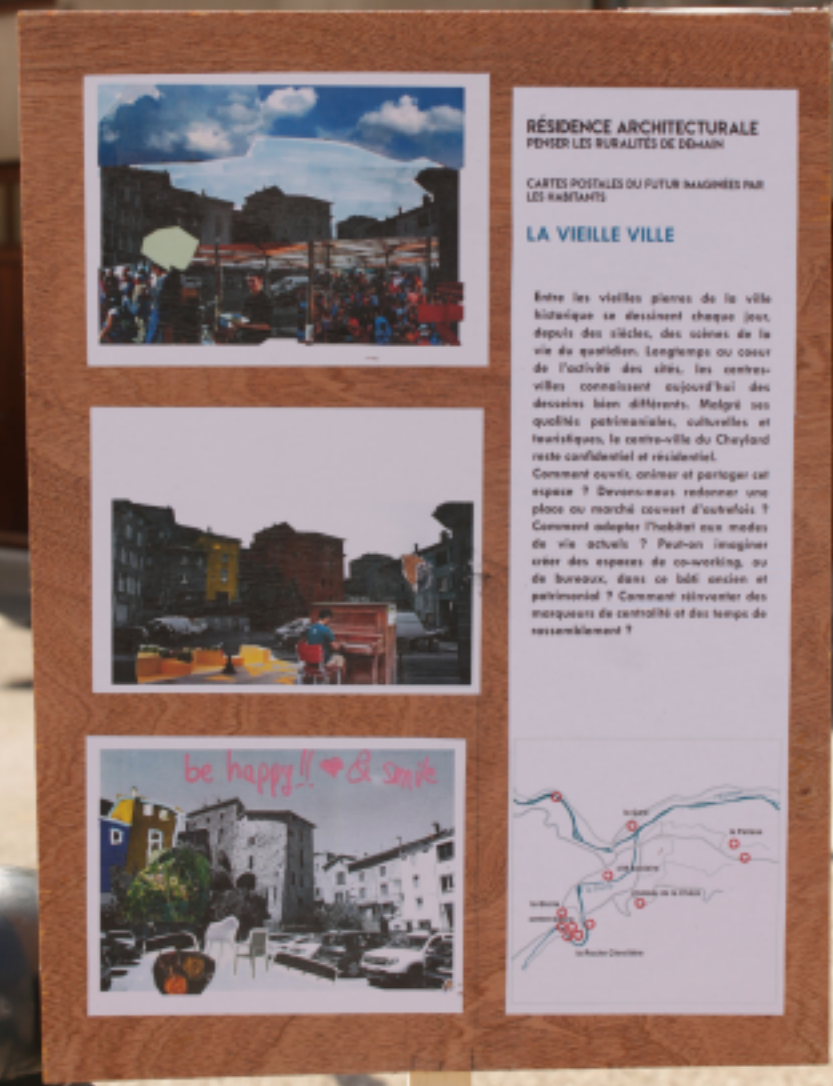 be happy!! ❤ & smile
RÉSIDENCE ARCHITECTURALE
PENSER LES RURALITÉS DE DEMAIN
CARTES POSTALES DU FUTUR IMAGINÉES PAR
LES HABITANTS
LA VIEILLE VILLE
Entre les vieilles pierres de la ville
historique se dessinent chaque jour,
depuis des siècles, des scènes de la
vie du quotidien. Longtemps au coeur
de l'activité des cités, les centres-
villes connaissent aujourd'hui des
desseins bien différents. Malgré ses
qualités patrimoniales, culturelles et
touristiques, le centre-ville du Cheylard
reste confidentiel et résidentiel.
Comment ouvrir, animer et partager cet
espace ? Devons-nous redonner une
place au marché couvert d'autrefois ?
Comment adapter l'habitat aux modes
de vie actuels ? Peut-on imaginer
créer des espaces de co-working, ou
de bureaux, dans ce bâti ancien et
patrimonial ? Comment réinventer des
marqueurs de centralité et des temps de
rassemblement ?